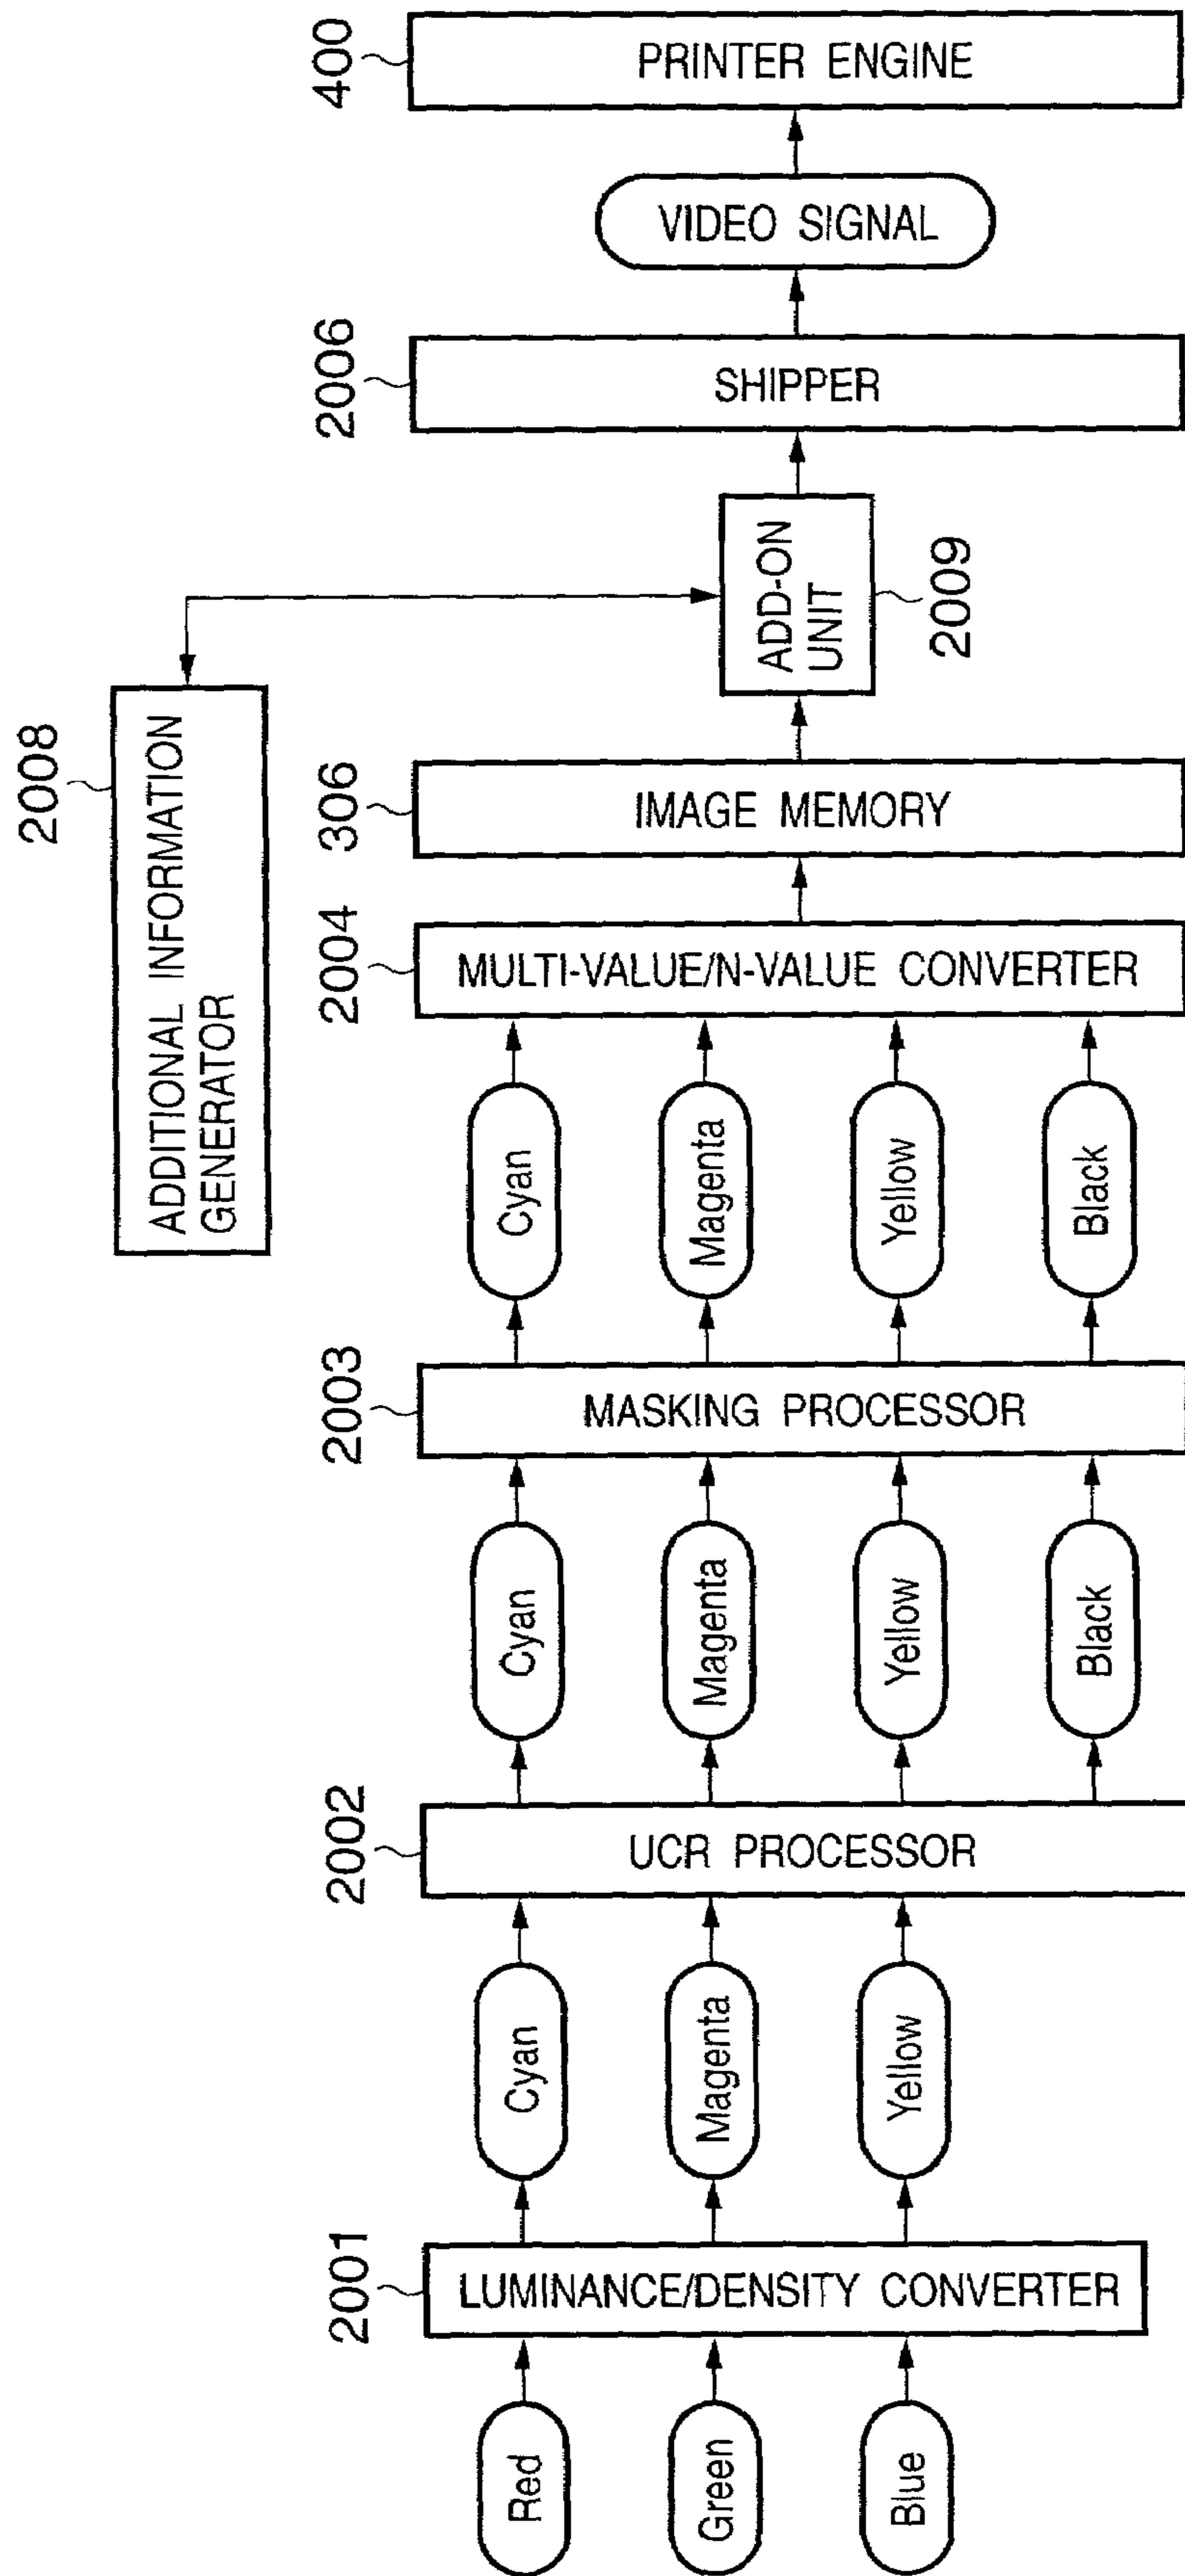 Red
Green
Blue
2001
LUMINANCE/DENSITY CONVERTER
Cyan
Magenta
Yellow
2002
UCR PROCESSOR
Cyan
Magenta
Yellow
Black
2003
MASKING PROCESSOR
Cyan
Magenta
Yellow
Black
2004
MULTI-VALUE/N-VALUE CONVERTER
306
IMAGE MEMORY
2008
ADDITIONAL INFORMATION
GENERATOR
ADD-ON
UNIT
2009
2006
SHIPPER
VIDEO SIGNAL
400
PRINTER ENGINE